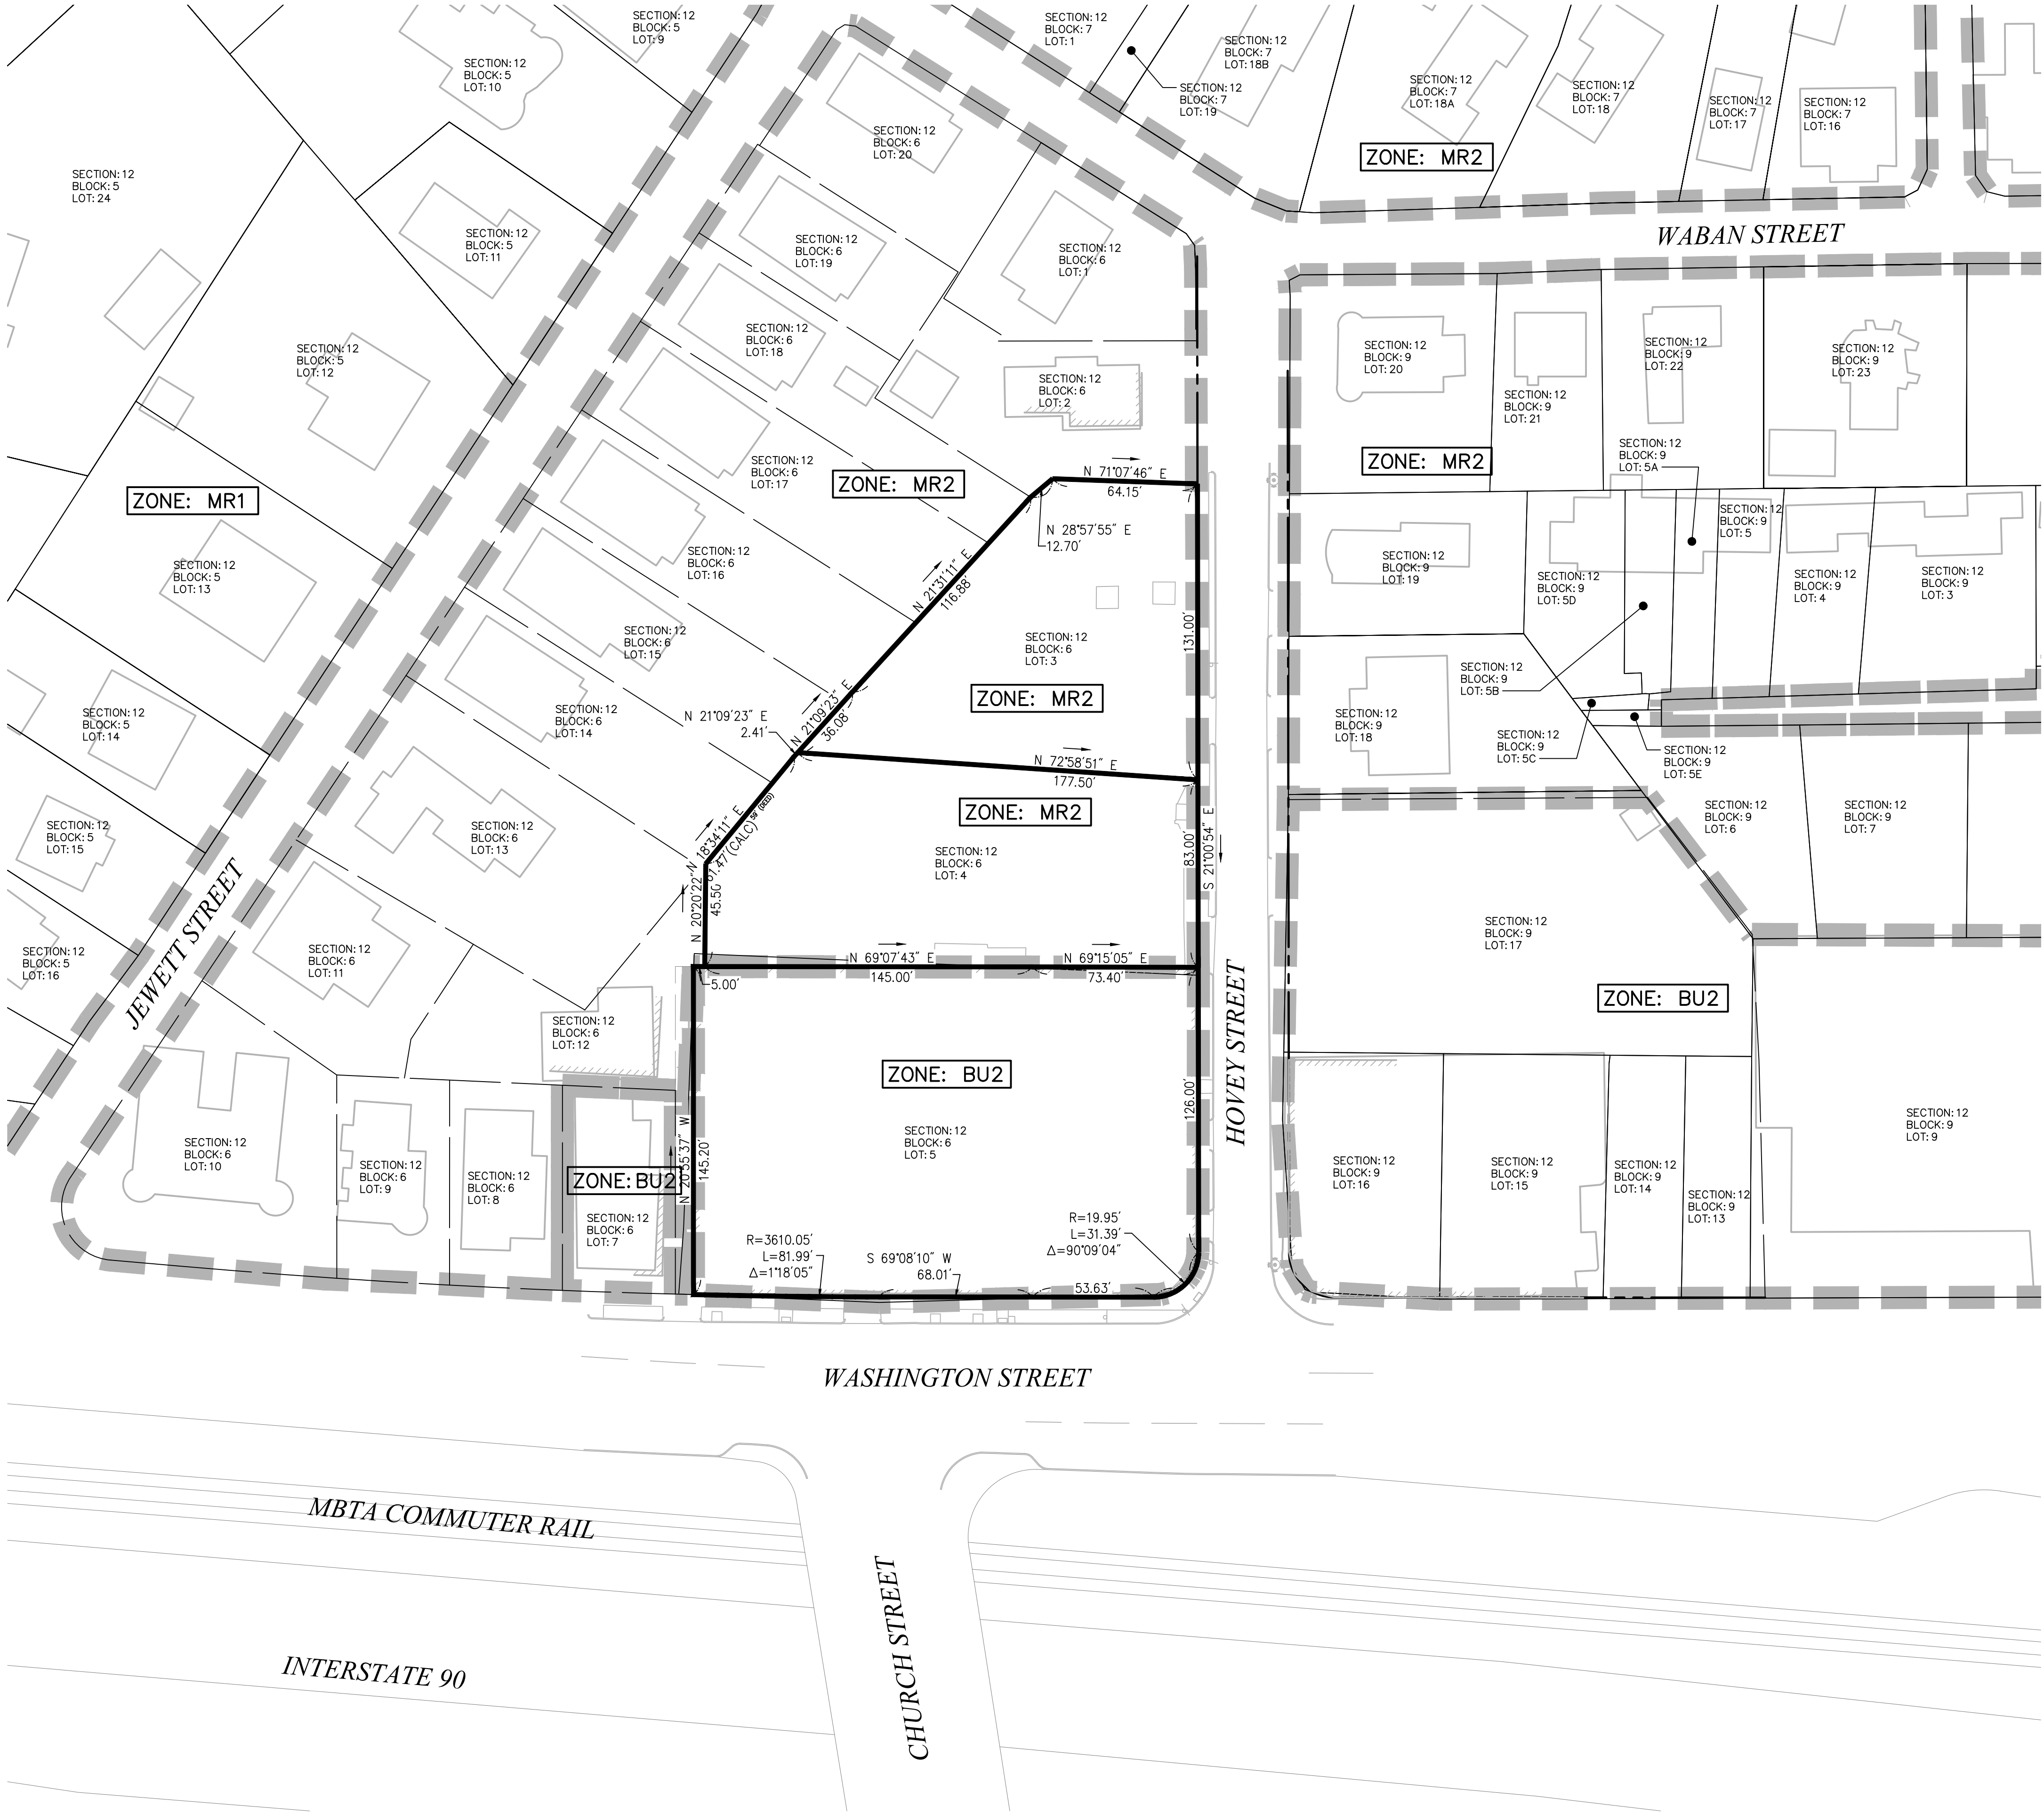 SECTION: 12
BLOCK: 5
LOT: 9
SECTION: 12
BLOCK: 7
LOT: 1
SECTION: 12
BLOCK: 7
LOT: 18B
SECTION: 12
BLOCK: 5
LOT: 10
SECTION: 12
BLOCK: 7
LOT: 19
SECTION: 12
BLOCK: 7
LOT: 18A
SECTION: 12
BLOCK: 7
LOT: 18
SECTION: 12
BLOCK: 7
LOT: 17
SECTION: 12
BLOCK: 7
LOT: 16
SECTION: 12
BLOCK: 6
LOT: 20
ZONE: MR2
SECTION: 12
BLOCK: 5
LOT: 24
SECTION: 12
BLOCK: 5
LOT: 11
SECTION: 12
BLOCK: 6
LOT: 19
SECTION: 12
BLOCK: 6
LOT: 1
WABAN STREET
SECTION: 12
BLOCK: 5
LOT: 12
SECTION: 12
BLOCK: 6
LOT: 18
SECTION: 12
BLOCK: 6
LOT: 2
SECTION: 12
BLOCK: 9
LOT: 20
SECTION: 12
BLOCK: 9
LOT: 21
SECTION: 12
BLOCK: 9
LOT: 22
SECTION: 12
BLOCK: 9
LOT: 23
ZONE: MR1
SECTION: 12
BLOCK: 6
LOT: 17
ZONE: MR2
N 71°07'46" E
64.15'
ZONE: MR2
SECTION: 12
BLOCK: 9
LOT: 5A
SECTION: 12
BLOCK: 9
LOT: 5
N 28°57'55" E
12.70'
SECTION: 12
BLOCK: 5
LOT: 13
SECTION: 12
BLOCK: 6
LOT: 16
N 21°31'11" E
116.88'
SECTION: 12
BLOCK: 9
LOT: 19
SECTION: 12
BLOCK: 9
LOT: 5D
SECTION: 12
BLOCK: 9
LOT: 4
SECTION: 12
BLOCK: 9
LOT: 3
SECTION: 12
BLOCK: 6
LOT: 15
SECTION: 12
BLOCK: 6
LOT: 3
131.00'
ZONE: MR2
SECTION: 12
BLOCK: 9
LOT: 5B
SECTION: 12
BLOCK: 5
LOT: 14
SECTION: 12
BLOCK: 6
LOT: 14
N 21°09'23" E
2.41'
N 21°09'23" E
36.08'
SECTION: 12
BLOCK: 9
LOT: 18
SECTION: 12
BLOCK: 9
LOT: 5C
SECTION: 12
BLOCK: 9
LOT: 5E
N 72°58'51" E
177.50'
SECTION: 12
BLOCK: 5
LOT: 15
SECTION: 12
BLOCK: 6
LOT: 13
N 18°34'11" E
61.47'(CALC) 59' (DEED)
ZONE: MR2
SECTION: 12
BLOCK: 6
LOT: 4
83.00'
S 21°00'54" E
SECTION: 12
BLOCK: 9
LOT: 6
SECTION: 12
BLOCK: 9
LOT: 7
JEWETT STREET
N 20°20'22" W
45.50'
SECTION: 12
BLOCK: 5
LOT: 16
SECTION: 12
BLOCK: 6
LOT: 11
N 69°07'43" E
145.00'
N 69°15'05" E
73.40'
5.00'
SECTION: 12
BLOCK: 9
LOT: 17
HOVEY STREET
ZONE: BU2
SECTION: 12
BLOCK: 6
LOT: 12
ZONE: BU2
SECTION: 12
BLOCK: 6
LOT: 10
SECTION: 12
BLOCK: 6
LOT: 9
SECTION: 12
BLOCK: 6
LOT: 8
ZONE: BU2
SECTION: 12
BLOCK: 6
LOT: 7
N 20°55'37" W
145.20'
SECTION: 12
BLOCK: 6
LOT: 5
126.00'
SECTION: 12
BLOCK: 9
LOT: 16
SECTION: 12
BLOCK: 9
LOT: 15
SECTION: 12
BLOCK: 9
LOT: 14
SECTION: 12
BLOCK: 9
LOT: 13
SECTION: 12
BLOCK: 9
LOT: 9
R=3610.05'
L=81.99'
Δ=1°18'05"
S 69°08'10" W
68.01'
R=19.95'
L=31.39'
Δ=90°09'04"
53.63'
WASHINGTON STREET
MBTA COMMUTER RAIL
CHURCH STREET
INTERSTATE 90